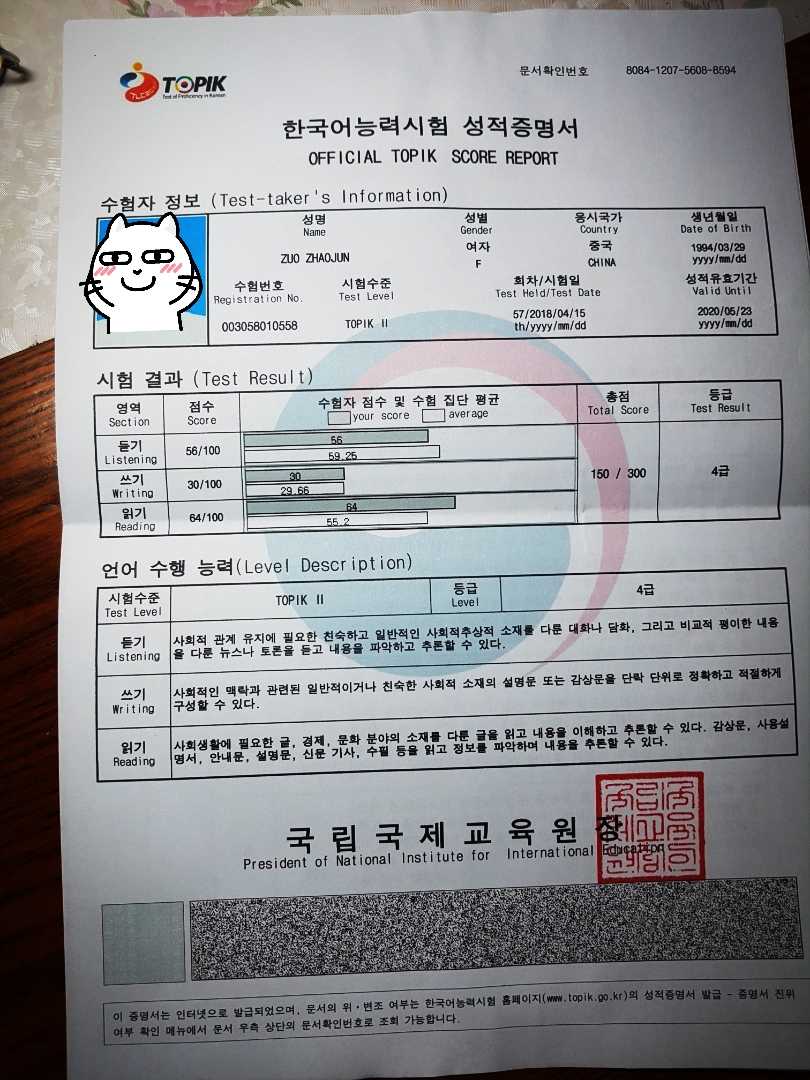 TOPIK
Test of Proficiency in Korean
문서확인번호 8084-1207-5608-8594
한국어능력시험 성적증명서
OFFICIAL TOPIK SCORE REPORT
수험자 정보 (Test-taker's Information)
성명 성별 응시국가 생년월일
Name Gender Country Date of Birth
ZUO ZHAOJUN 여자 중국 1994/03/29
F CHINA yyyy/mm/dd
수험번호 시험수준 회차/시험일 성적유효기간
Registration No. Test Level Test Held/Test Date Valid Until
003058010558 TOPIK II 57/2018/04/15 2020/05/23
th/yyyy/mm/dd yyyy/mm/dd
시험 결과 (Test Result)
영역 점수 수험자 점수 및 수험 집단 평균 총점 등급
Section Score your score average Total Score Test Result
듣기 56/100 56
Listening 59.25
쓰기 30/100 30 150 / 300 4급
Writing 29.66
읽기 64/100 64
Reading 55.2
언어 수행 능력(Level Description)
시험수준 TOPIK II 등급 4급
Test Level Level
듣기 사회적 관계 유지에 필요한 친숙하고 일반적인 사회적추상적 소재를 다룬 대화나 담화, 그리고 비교적 평이한 내용
Listening 을 다룬 뉴스나 토론을 듣고 내용을 파악하고 추론할 수 있다.
쓰기 사회적인 맥락과 관련된 일반적이거나 친숙한 사회적 소재의 설명문 또는 감상문을 단락 단위로 정확하고 적절하게
Writing 구성할 수 있다.
읽기 사회생활에 필요한 글, 경제, 문화 분야의 소재를 다룬 글을 읽고 내용을 이해하고 추론할 수 있다. 감상문, 사용설
Reading 명서, 안내문, 설명문, 신문 기사, 수필 등을 읽고 정보를 파악하며 내용을 추론할 수 있다.
국립국제교육원장
President of National Institute for International Education
이 증명서는 인터넷으로 발급되었으며, 문서의 위·변조 여부는 한국어능력시험 홈페이지(www.topik.go.kr)의 성적증명서 발급 - 증명서 진위
여부 확인 메뉴에서 문서 우측 상단의 문서확인번호로 조회 가능합니다.